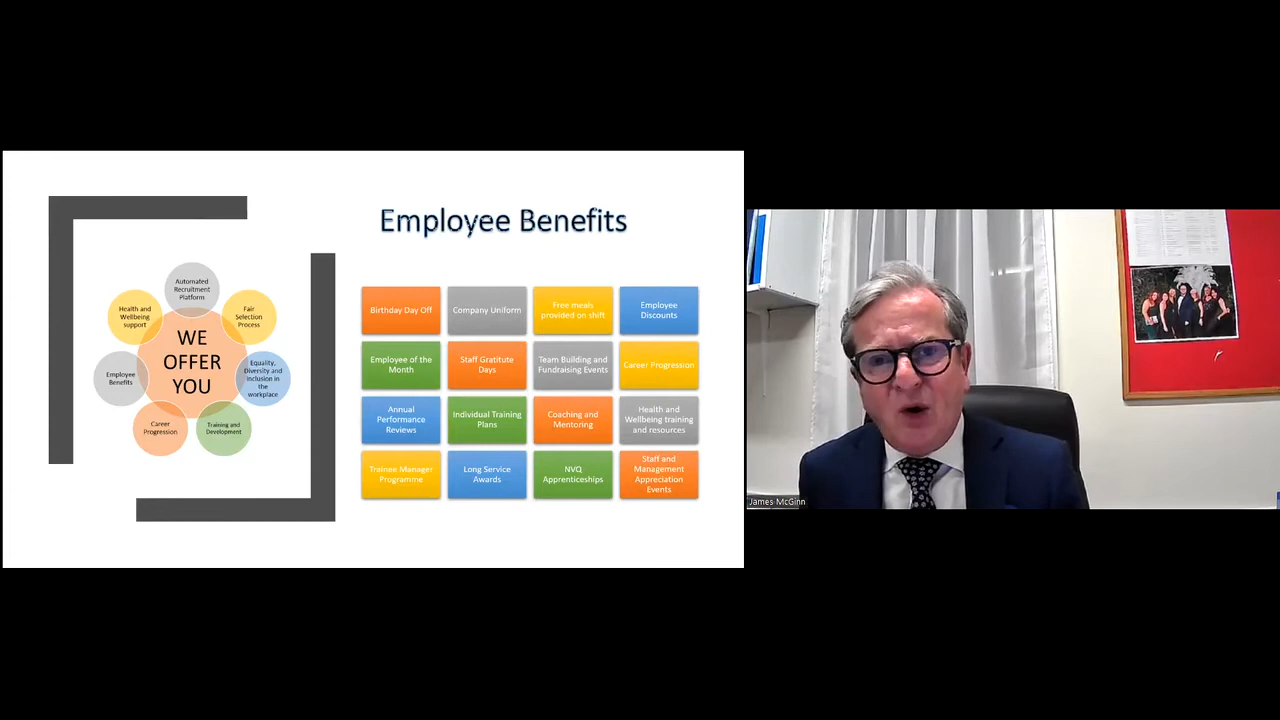 Employee Benefits
Automated
Recruitment
Platform
Health and
Wellbeing
support
Fair
Selection
Process
WE
OFFER
YOU
Employee
Benefits
Equality,
Diversity and
Inclusion in
the
workplace
Career
Progression
Training and
Development
Birthday Day Off
Company Uniform
Free meals
provided on shift
Employee
Discounts
Employee of the
Month
Staff Gratitude
Days
Team Building and
Fundraising Events
Career Progression
Annual
Performance
Reviews
Individual Training
Plans
Coaching and
Mentoring
Health and
Wellbeing training
and resources
Trainee Manager
Programme
Long Service
Awards
NVQ
Apprenticeships
Staff and
Management
Appreciation
Events
James McGinn